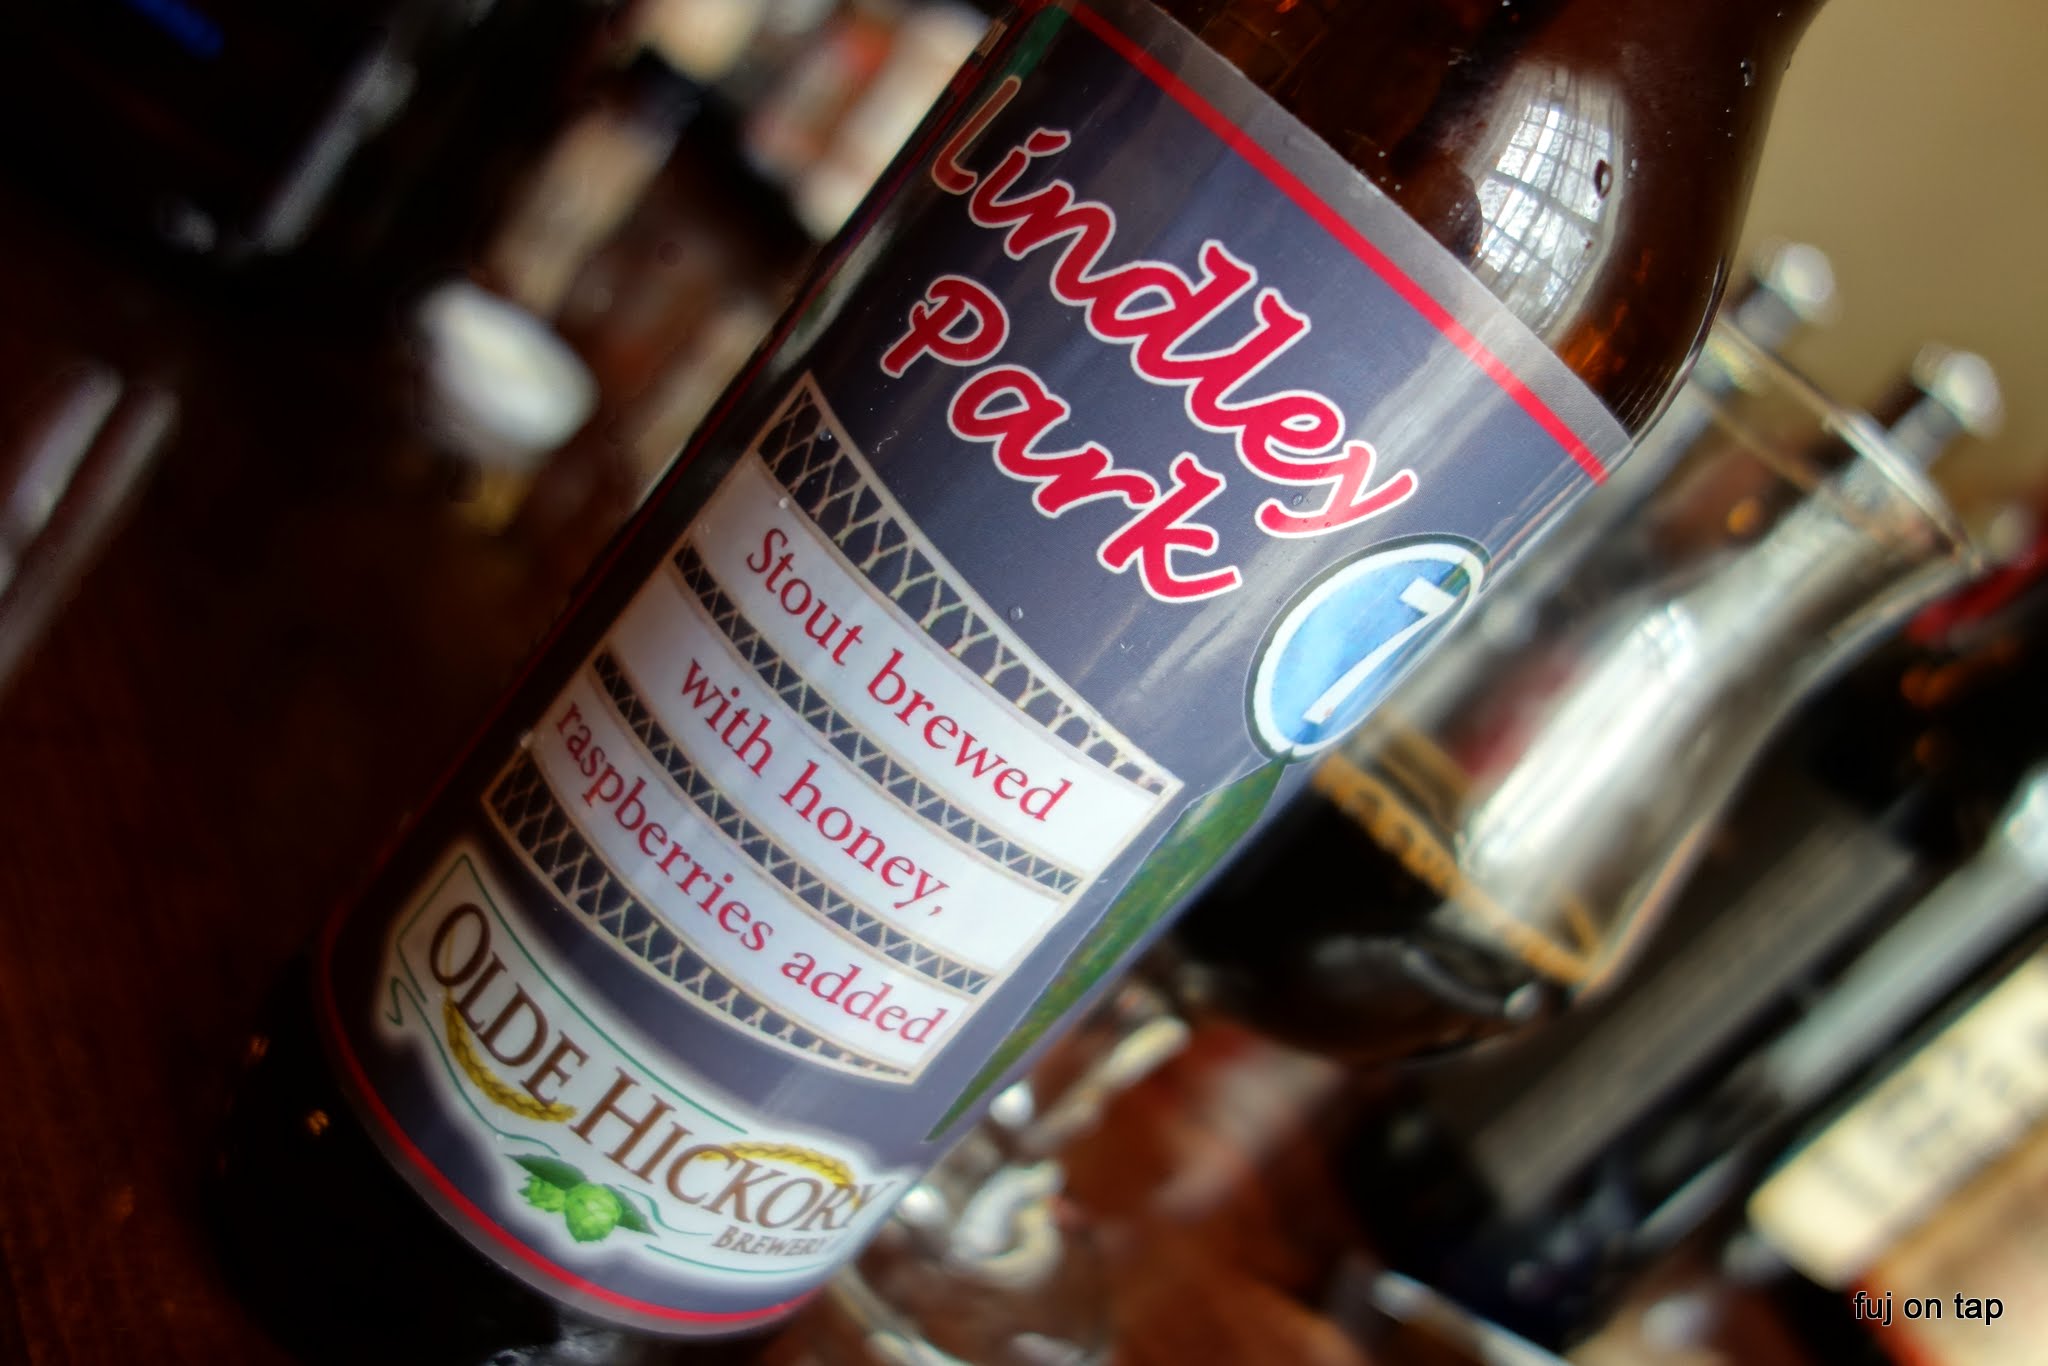 Lindley
Park
7
Stout brewed
with honey,
raspberries added
OLDE HICKORY
BREWERY
fuj on tap